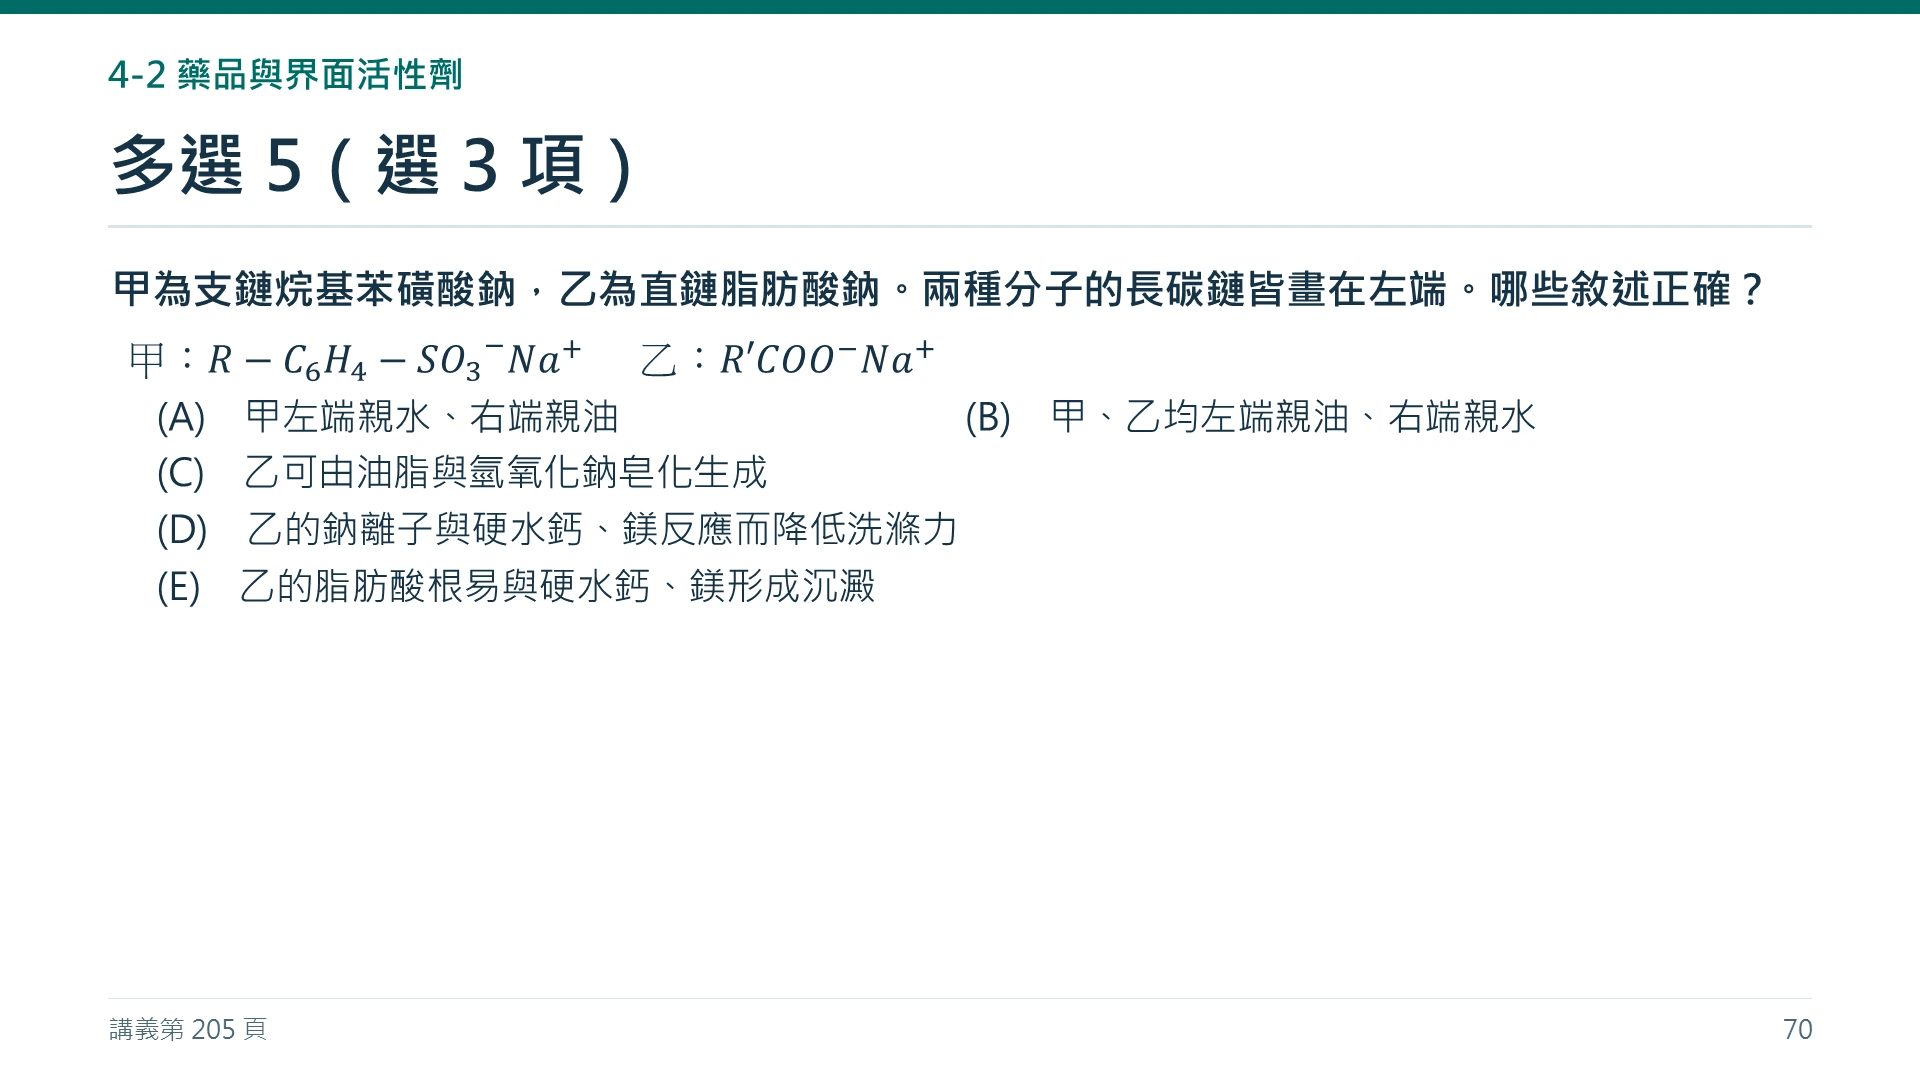 4-2 藥品與界面活性劑
多選 5（選 3 項）
甲為支鏈烷基苯磺酸鈉，乙為直鏈脂肪酸鈉。兩種分子的長碳鏈皆畫在左端。哪些敘述正確？
甲：R − C₆H₄ − SO₃⁻Na⁺ 乙：R′COO⁻Na⁺
(A) 甲左端親水、右端親油 (B) 甲、乙均左端親油、右端親水
(C) 乙可由油脂與氫氧化鈉皂化生成
(D) 乙的鈉離子與硬水鈣、鎂反應而降低洗滌力
(E) 乙的脂肪酸根易與硬水鈣、鎂形成沉澱
講義第 205 頁 70